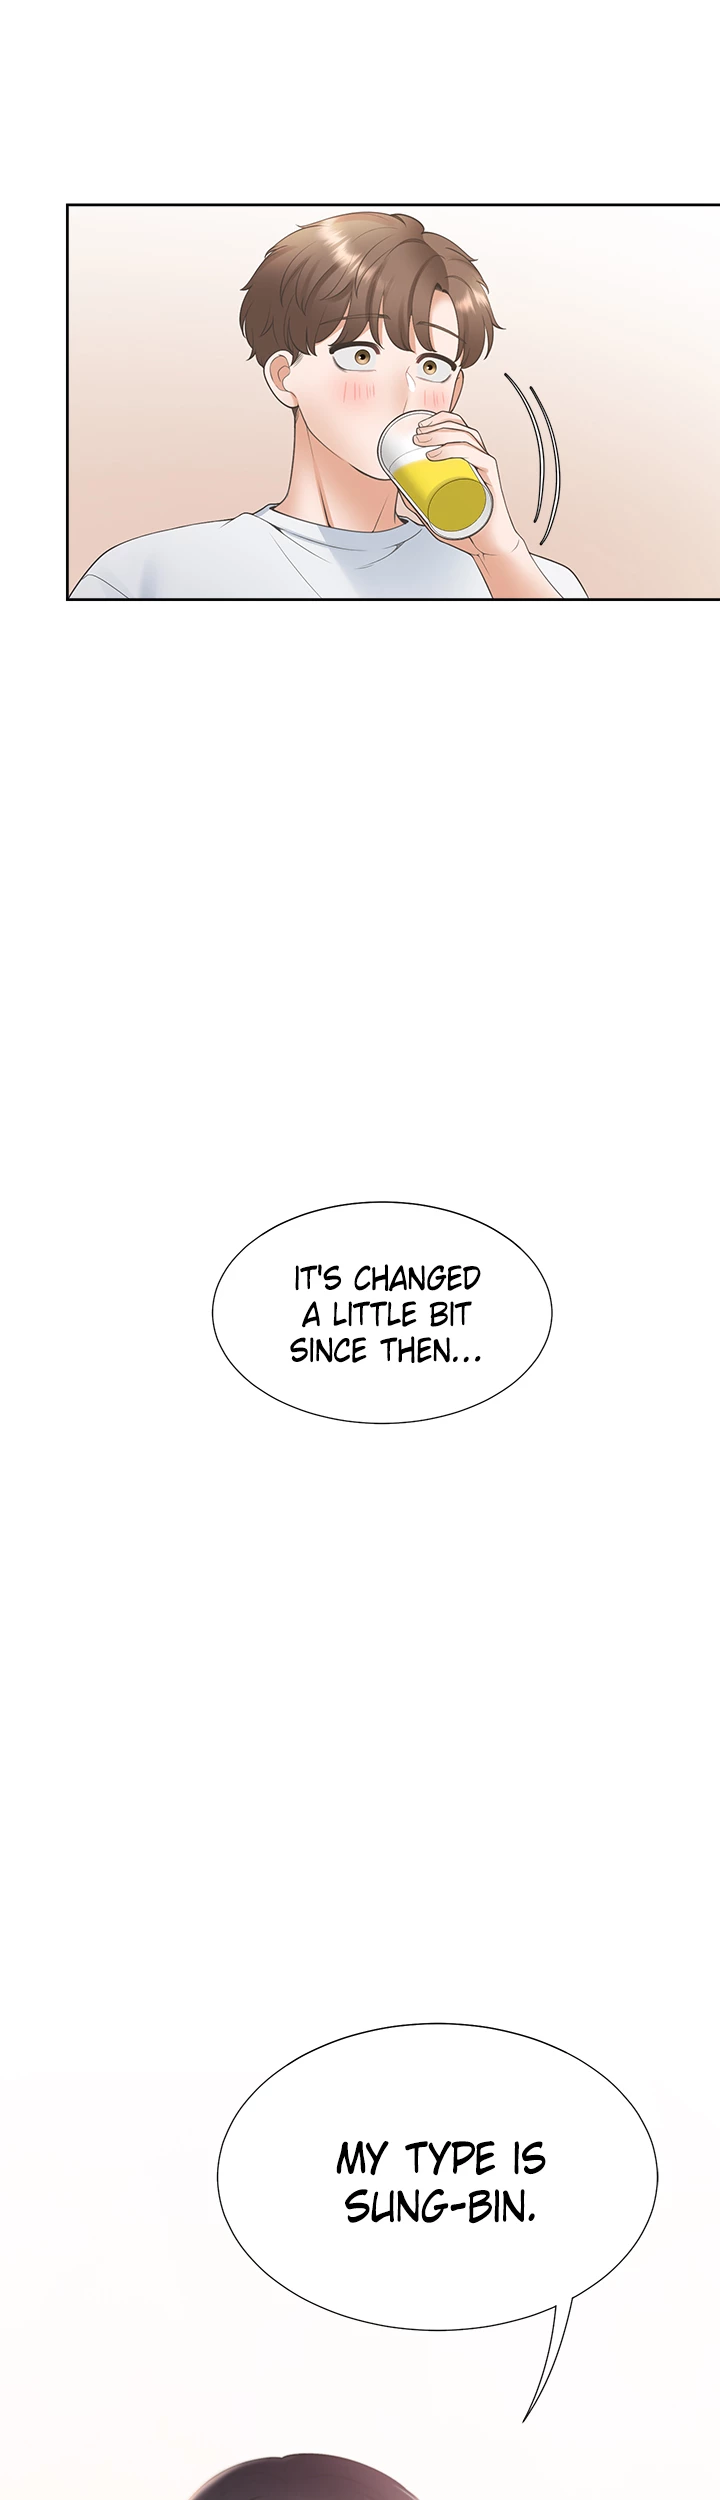 IT'S CHANGED
A LITTLE BIT
SINCE THEN...
MY TYPE IS
SUNG-BIN.